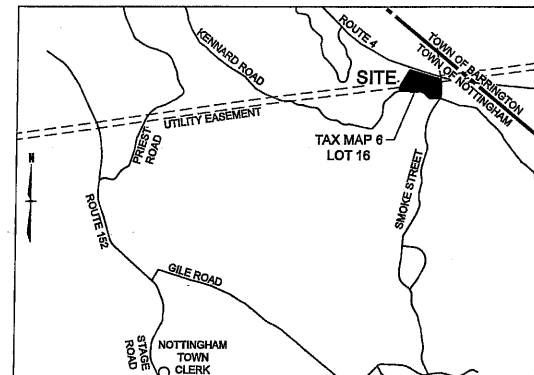 KENNARD ROAD
ROUTE 4
TOWN OF BARRINGTON
TOWN OF NOTTINGHAM
SITE
UTILITY EASEMENT
PRIEST
ROAD
TAX MAP 6
LOT 16
N
ROUTE 152
SMOKE STREET
GILE ROAD
STAGE
ROAD
NOTTINGHAM
TOWN
CLERK